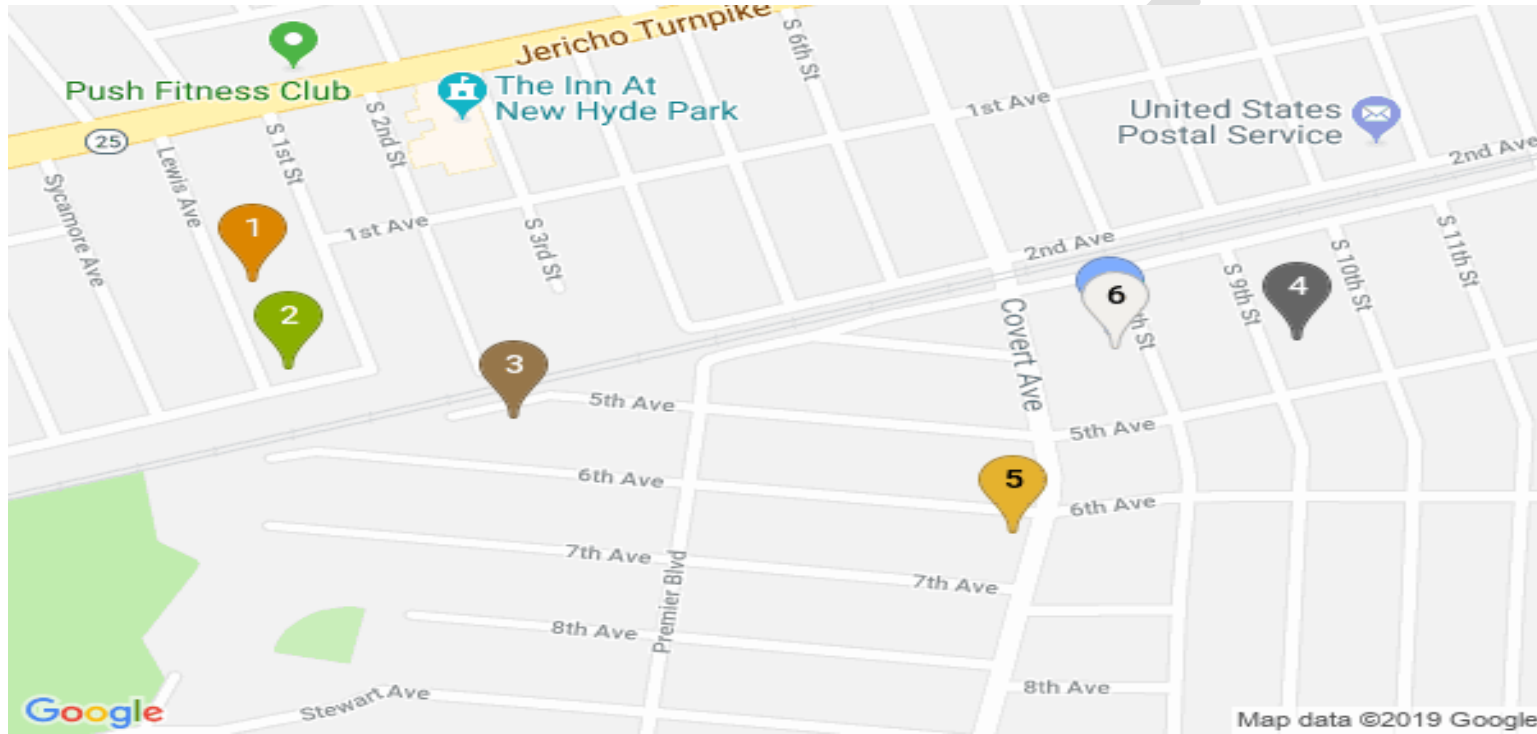 Jericho Turnpike
S 6th St
Push Fitness Club
The Inn At
New Hyde Park
1st Ave
United States
Postal Service
25
S 1st St
S 2nd St
Lewis Ave
2nd Ave
Sycamore Ave
1
1st Ave
S 3rd St
2nd Ave
S 11th St
S 10th St
S 9th St
4
6
th St
2
Covert Ave
3
5th Ave
5th Ave
5
6th Ave
6th Ave
7th Ave
7th Ave
Premier Blvd
8th Ave
8th Ave
Stewart Ave
Google
Map data ©2019 Google